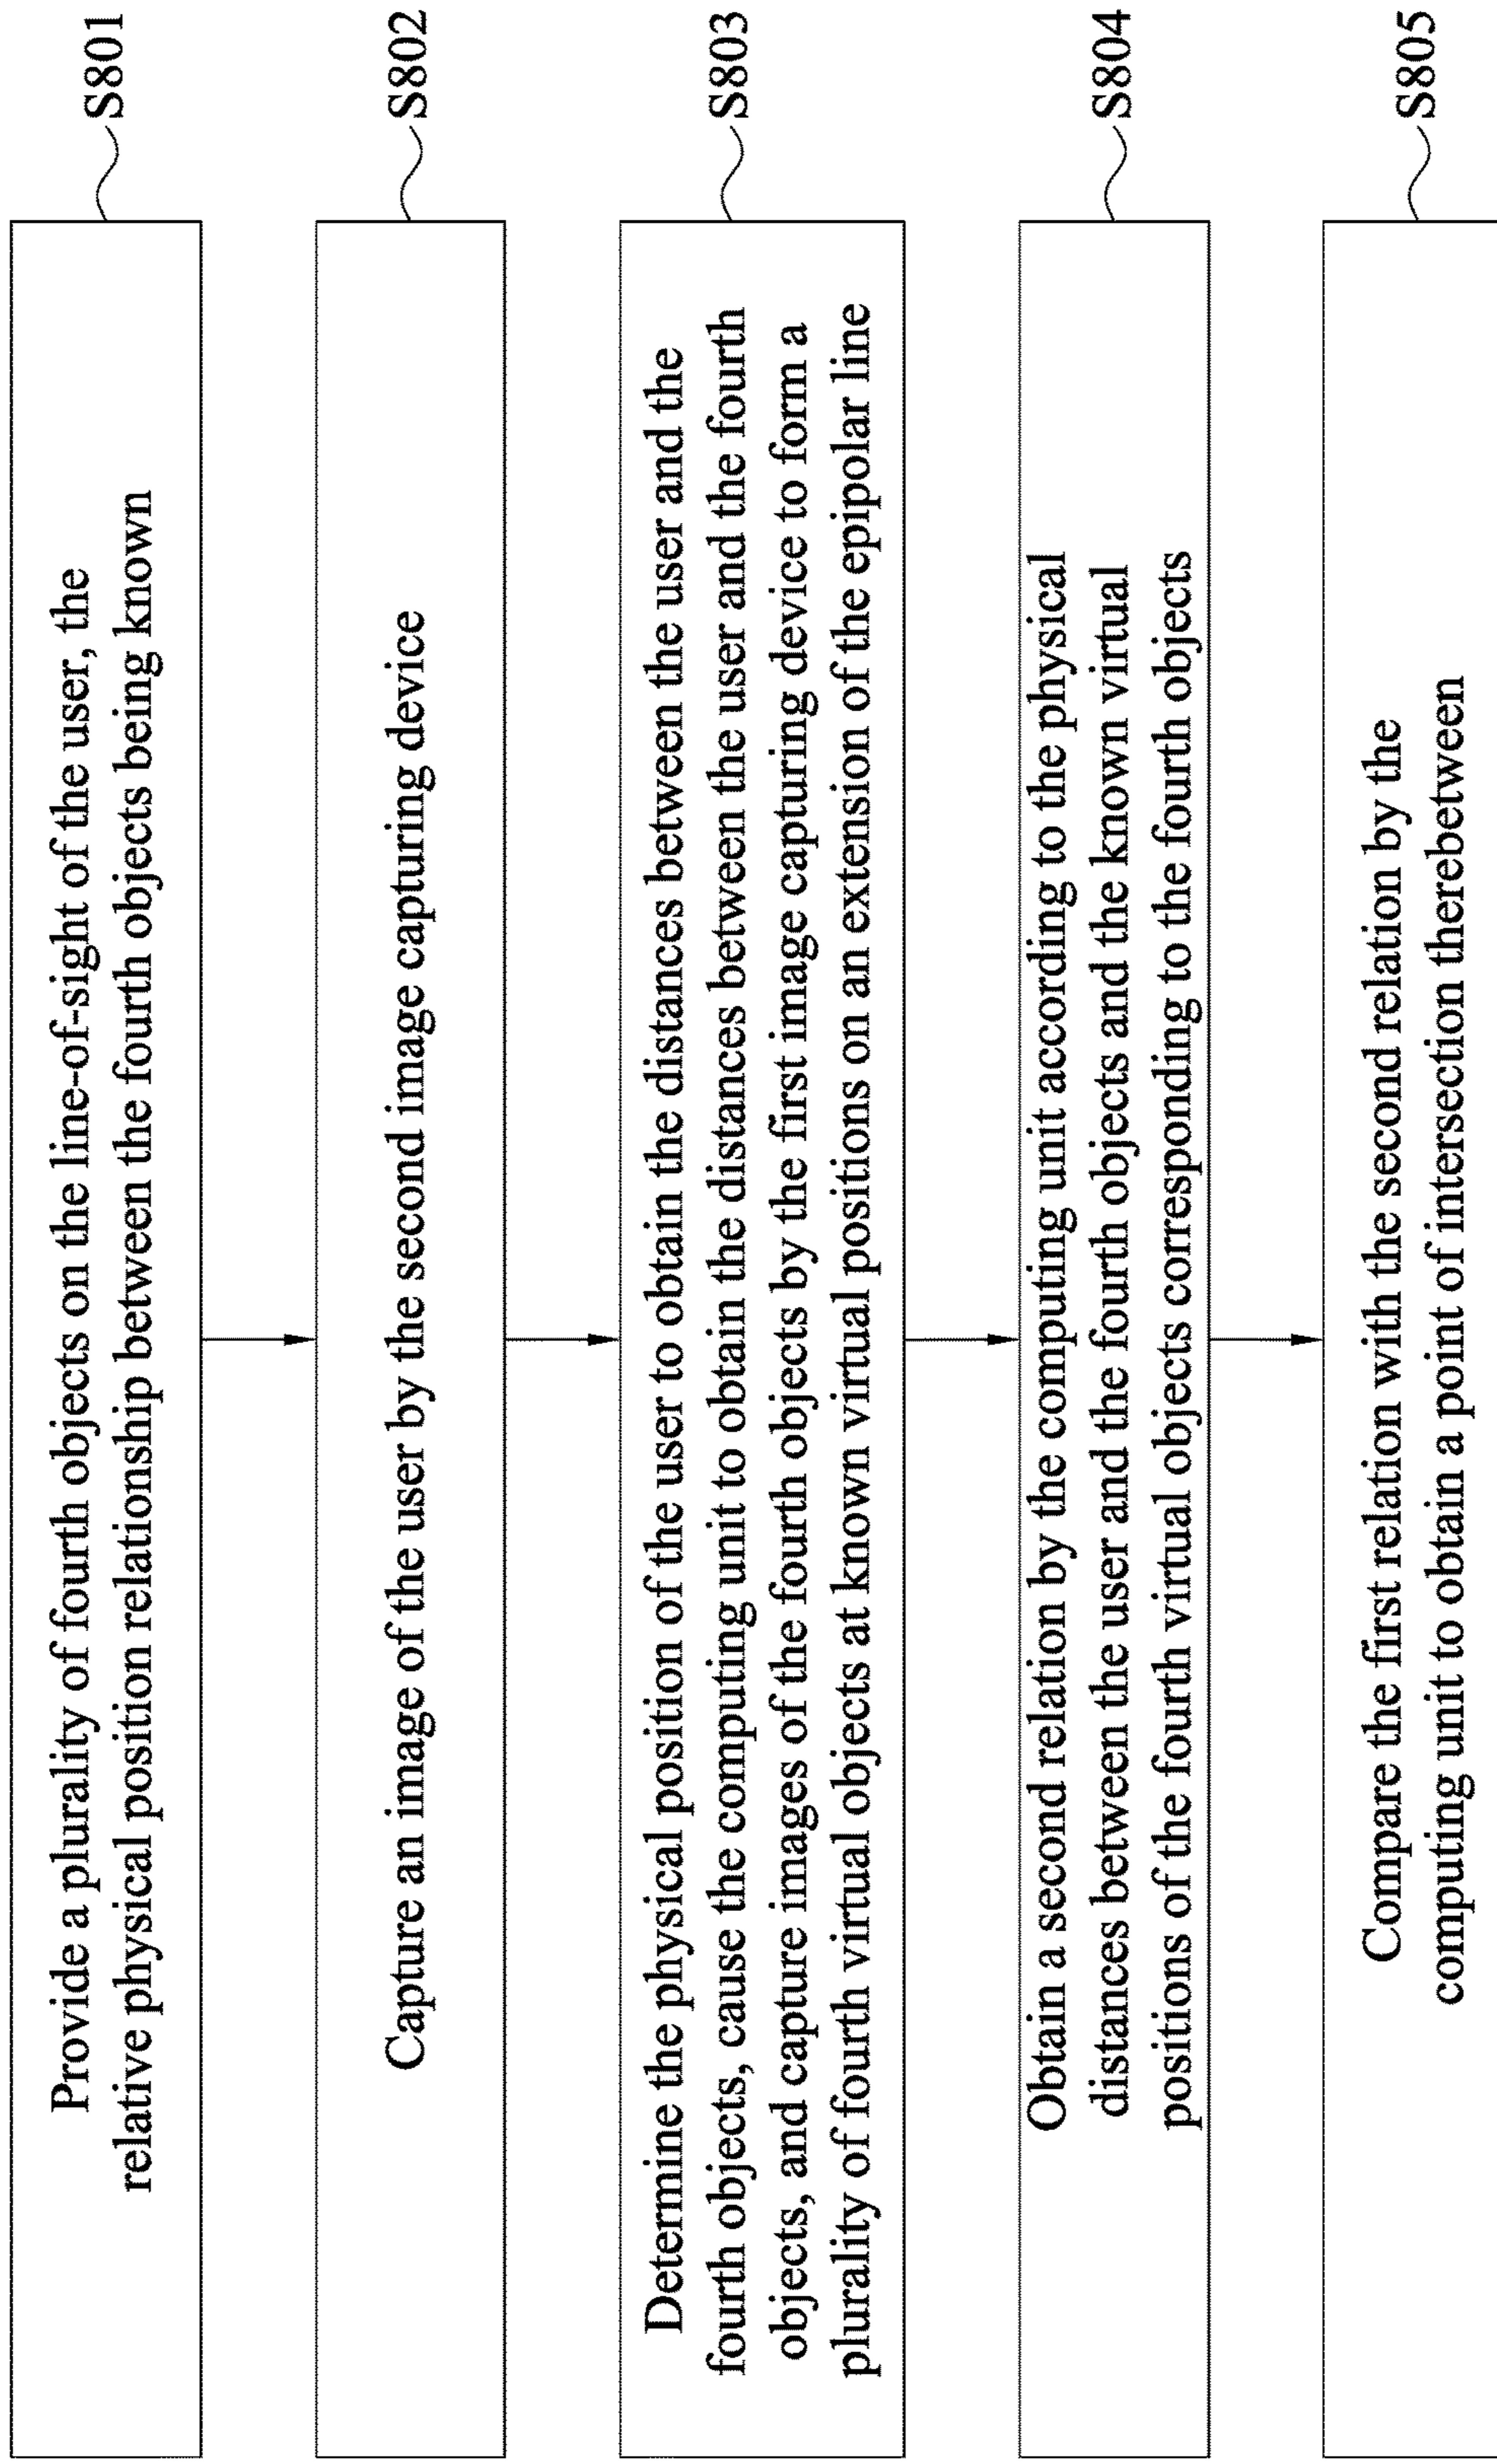 Provide a plurality of fourth objects on the line-of-sight of the user, the
relative physical position relationship between the fourth objects being known
S801
Capture an image of the user by the second image capturing device
S802
Determine the physical position of the user to obtain the distances between the user and the
fourth objects, cause the computing unit to obtain the distances between the user and the fourth
objects, and capture images of the fourth objects by the first image capturing device to form a
plurality of fourth virtual objects at known virtual positions on an extension of the epipolar line
S803
Obtain a second relation by the computing unit according to the physical
distances between the user and the fourth objects and the known virtual
positions of the fourth virtual objects corresponding to the fourth objects
S804
Compare the first relation with the second relation by the
computing unit to obtain a point of intersection therebetween
S805